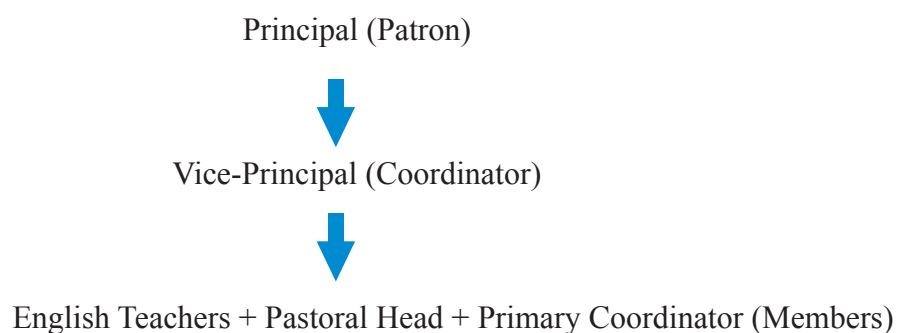 Principal (Patron)
Vice-Principal (Coordinator)
English Teachers + Pastoral Head + Primary Coordinator (Members)